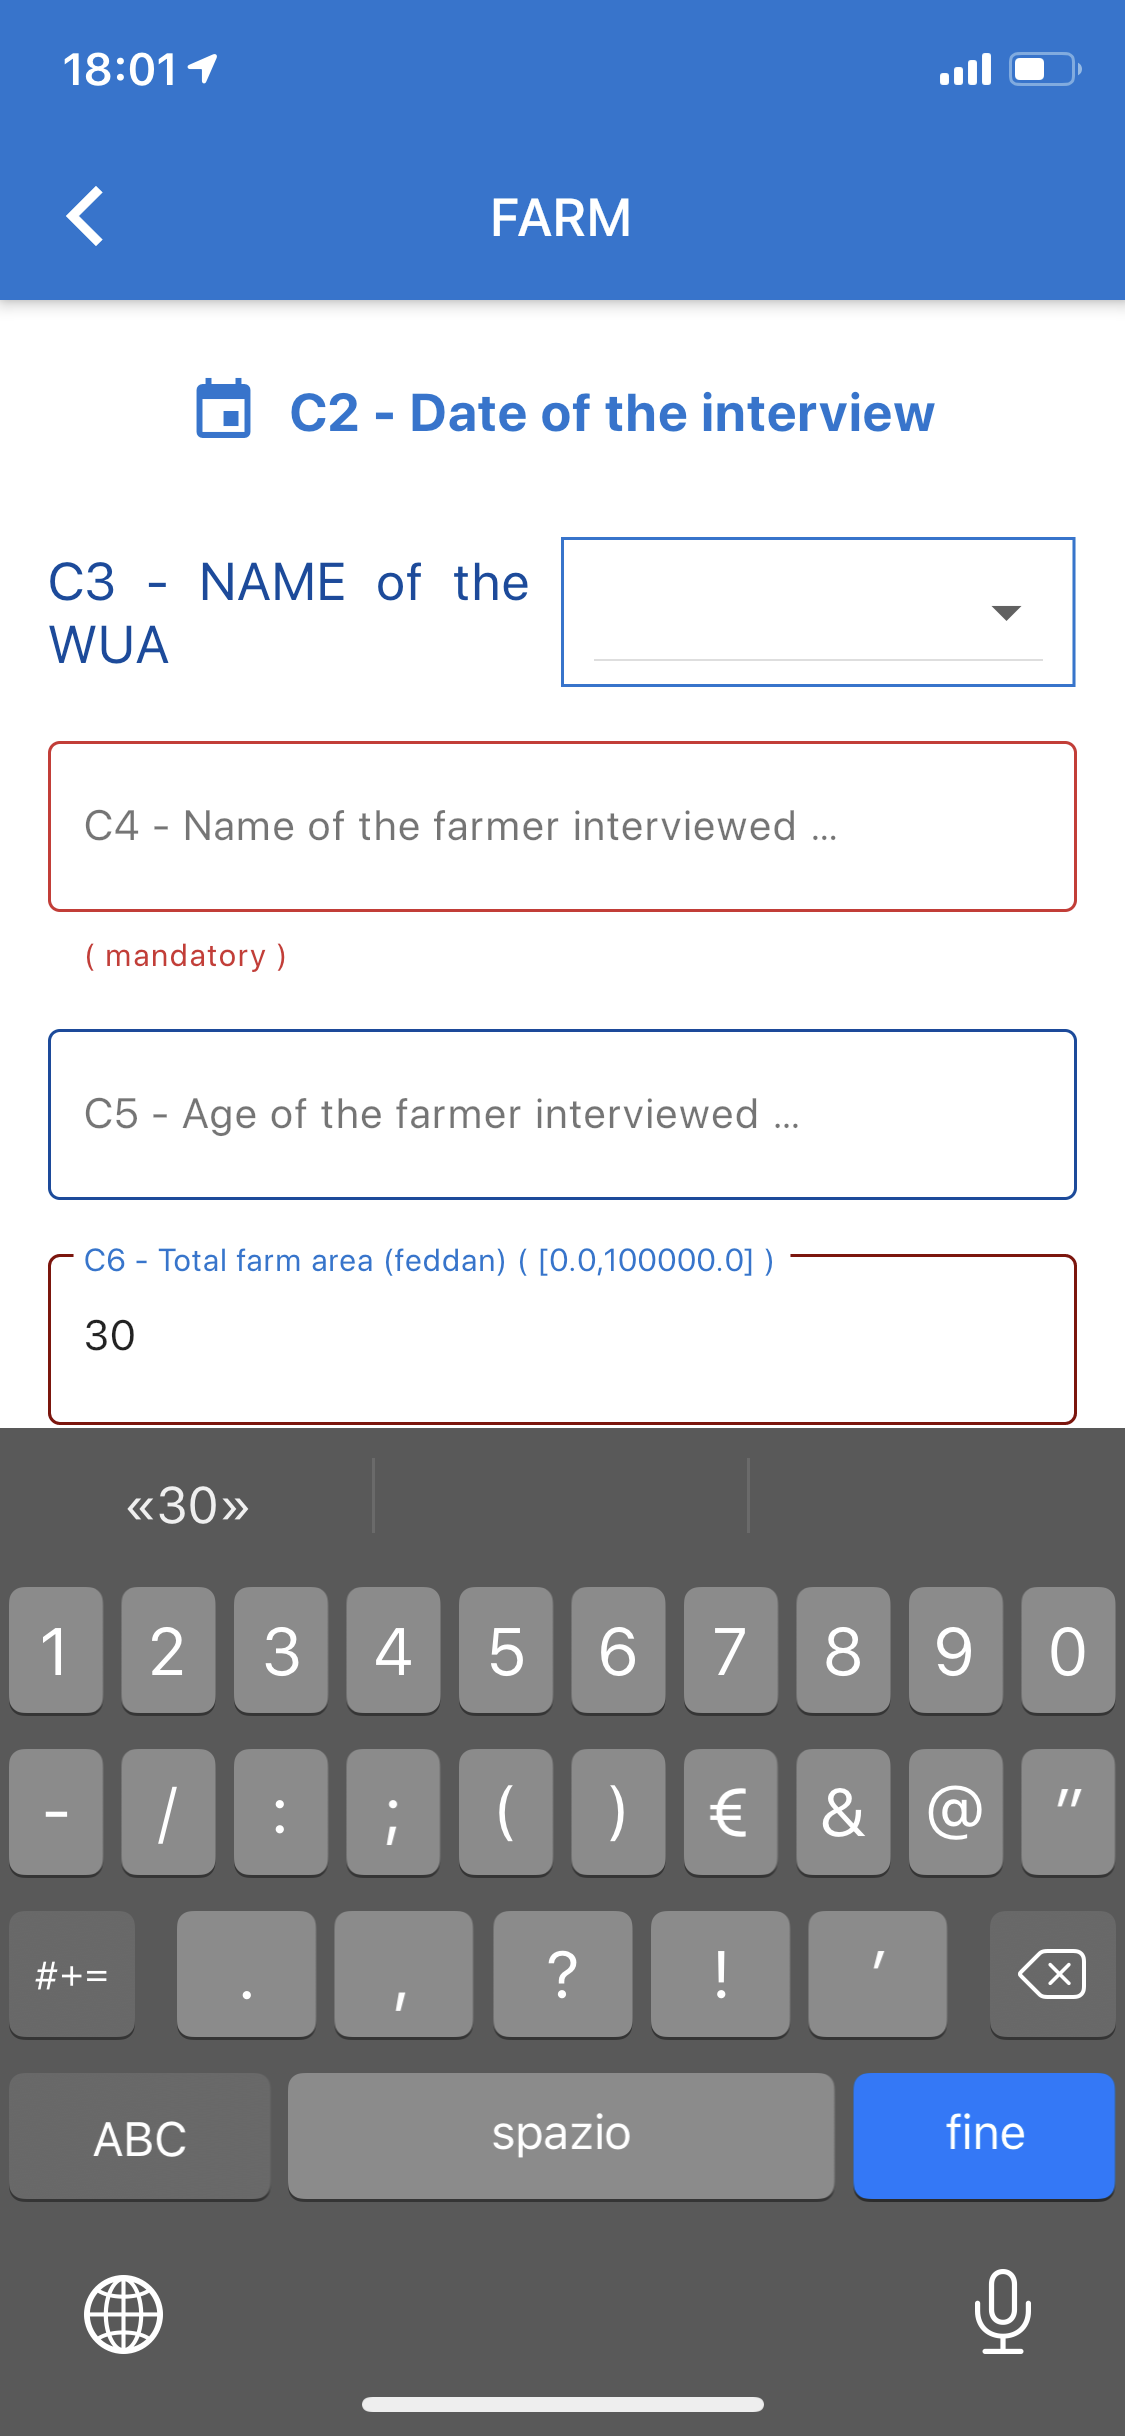 18:01
FARM
C2 - Date of the interview
C3 - NAME of the
WUA
C4 - Name of the farmer interviewed ...
( mandatory )
C5 - Age of the farmer interviewed ...
C6 - Total farm area (feddan) ( [0.0,100000.0] )
30
«30»
1 2 3 4 5 6 7 8 9 0
- / : ; ( ) € & @ "
#+= . , ? ! '
ABC spazio fine